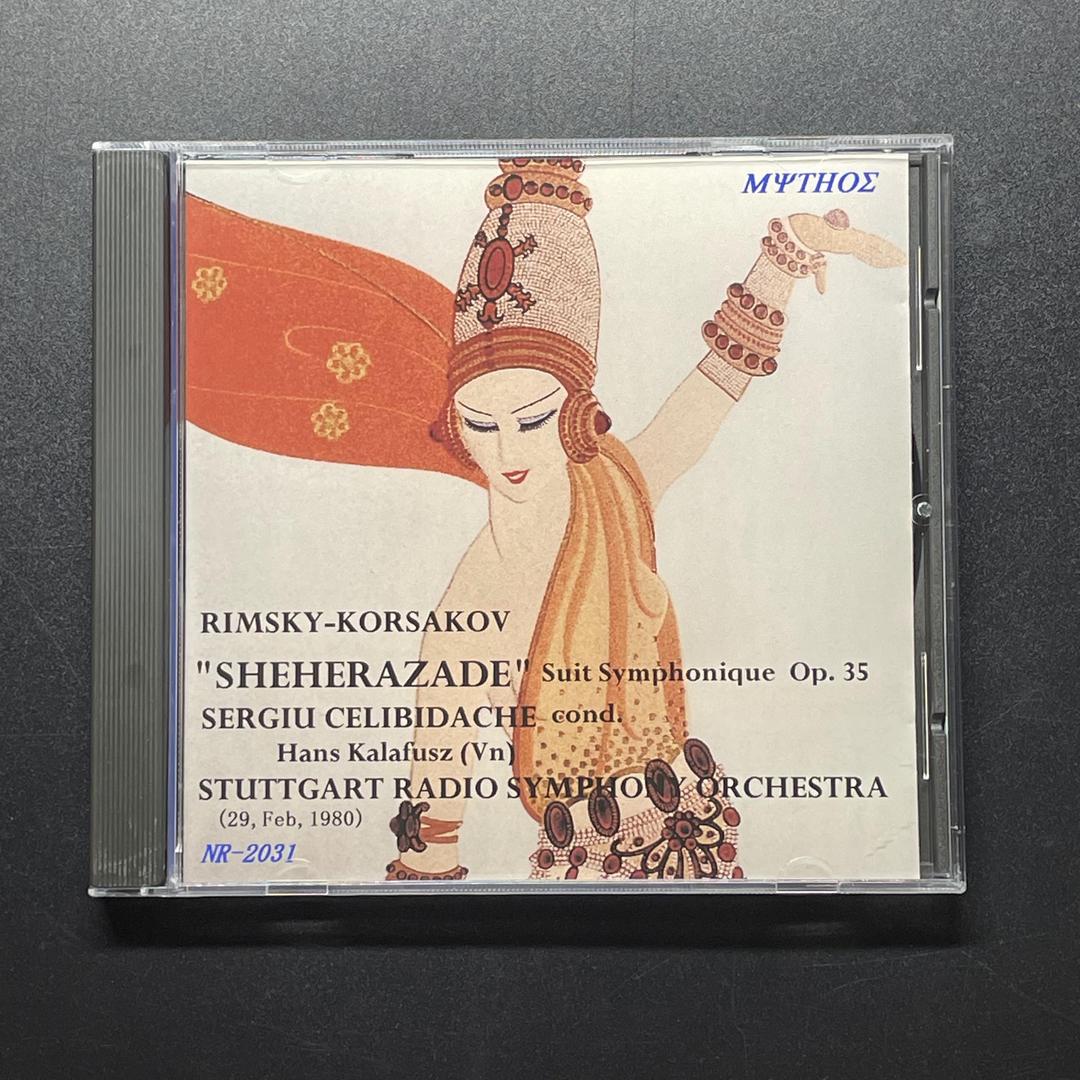 ΜΨΤΗΟΣ
RIMSKY-KORSAKOV
"SHEHERAZADE" Suit Symphonique Op. 35
SERGIU CELIBIDACHE cond.
Hans Kalafusz (Vn)
STUTTGART RADIO SYMPHONY ORCHESTRA
(29, Feb, 1980)
NR-2031